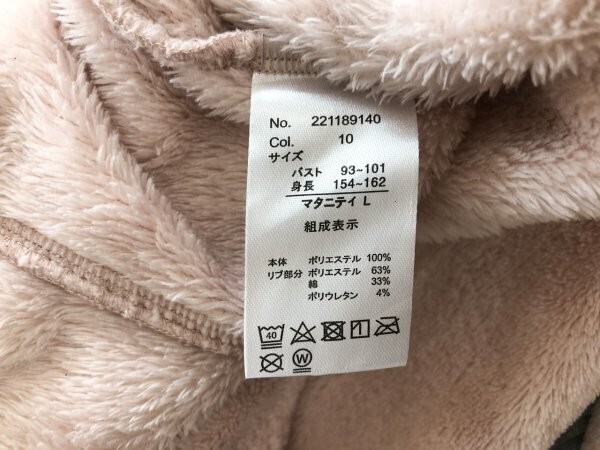 No. 221189140
Col. 10
サイズ
バスト 93~101
身長 154~162
マタニティ L
組成表示
本体 ポリエステル 100%
リブ部分 ポリエステル 63%
綿 33%
ポリウレタン 4%
40
W